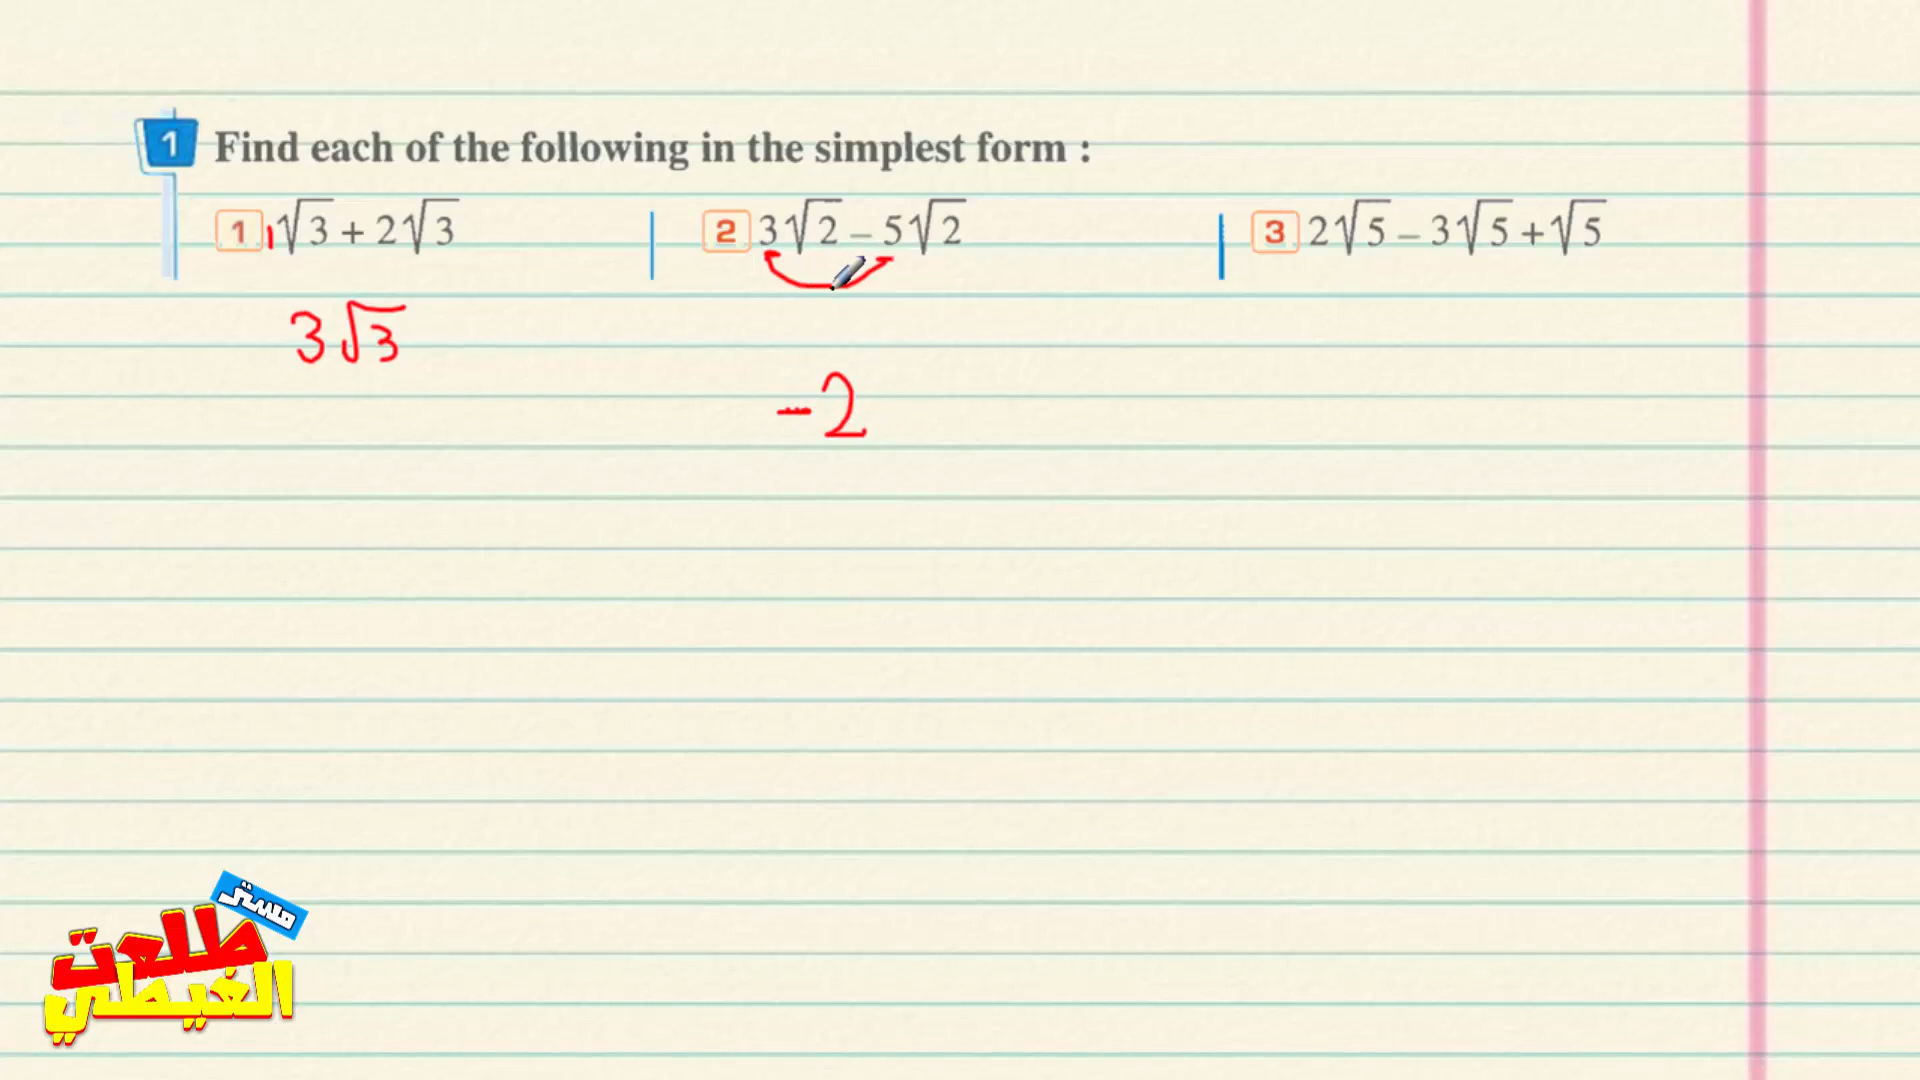 1 Find each of the following in the simplest form :
1 1√3 + 2√3 2 3√2 – 5√2 3 2√5 – 3√5 + √5
3√3
-2
مستر
طلعت
الغيطي